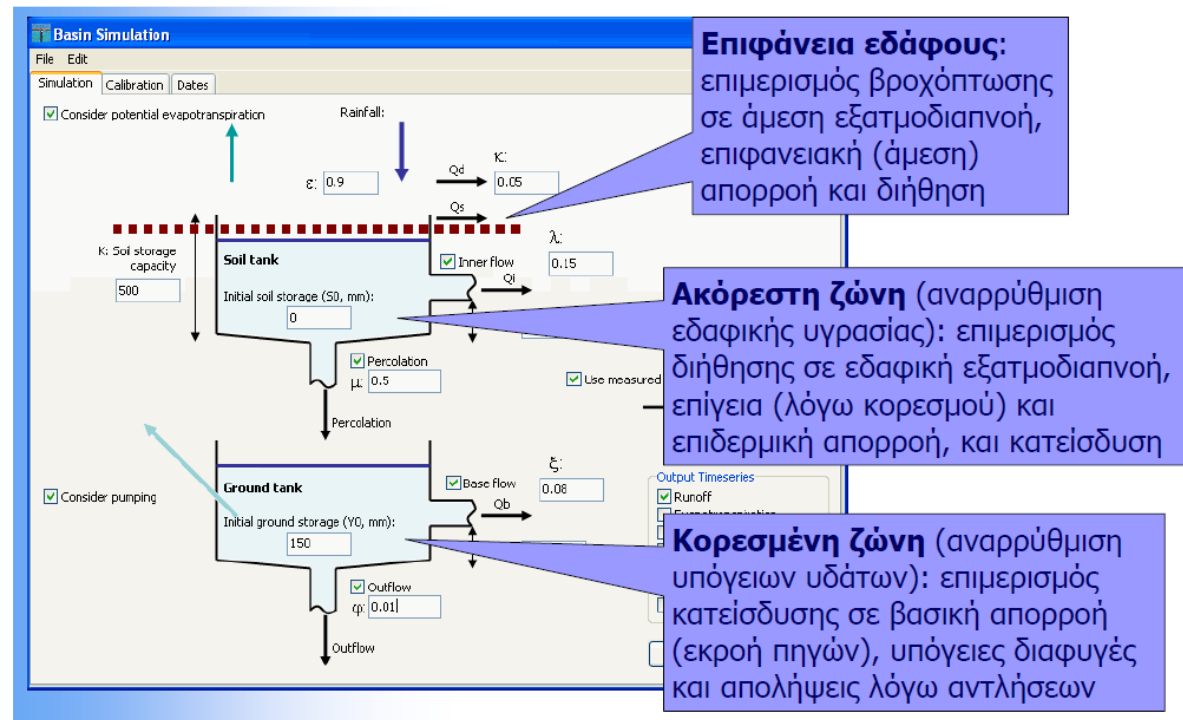 Basin Simulation
File Edit
Simulation Calibration Dates
Consider potential evapotranspiration
Rainfall:
κ:
Qd
ε: 0.9
0.05
Qs
K: Soil storage
capacity
500
Soil tank
Initial soil storage (S0, mm):
0
λ:
Inner flow
0.15
Qi
Percolation
μ: 0.5
Use measured
Percolation
Consider pumping
Ground tank
Initial ground storage (Y0, mm):
150
ξ:
Base flow
0.08
Qb
Output Timeseries
Runoff
Outflow
φ: 0.01
Outflow
Επιφάνεια εδάφους:
επιμερισμός βροχόπτωσης
σε άμεση εξατμοδιαπνοή,
επιφανειακή (άμεση)
απορροή και διήθηση
Ακόρεστη ζώνη (αναρρύθμιση
εδαφικής υγρασίας): επιμερισμός
διήθησης σε εδαφική εξατμοδιαπνοή,
επίγεια (λόγω κορεσμού) και
επιδερμική απορροή, και κατείσδυση
Κορεσμένη ζώνη (αναρρύθμιση
υπόγειων υδάτων): επιμερισμός
κατείσδυσης σε βασική απορροή
(εκροή πηγών), υπόγειες διαφυγές
και απολήψεις λόγω αντλήσεων